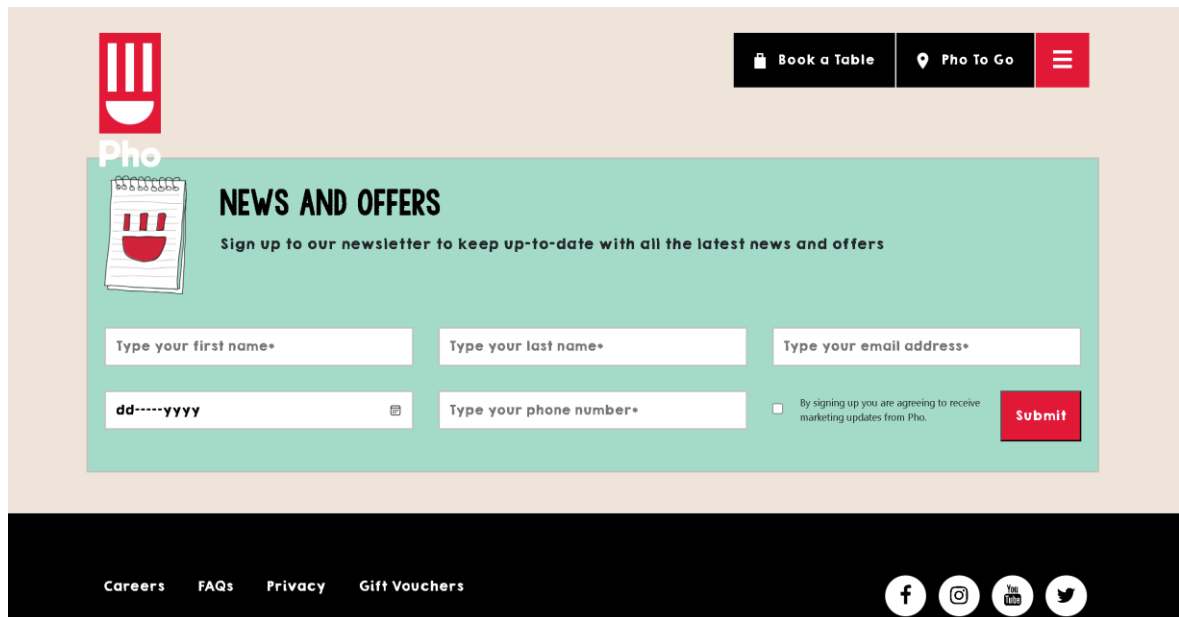 Book a Table
Pho To Go
Pho
NEWS AND OFFERS
Sign up to our newsletter to keep up-to-date with all the latest news and offers
Type your first name*
Type your last name*
Type your email address*
dd-----yyyy
Type your phone number*
By signing up you are agreeing to receive
marketing updates from Pho.
Submit
Careers
FAQs
Privacy
Gift Vouchers
You
Tube